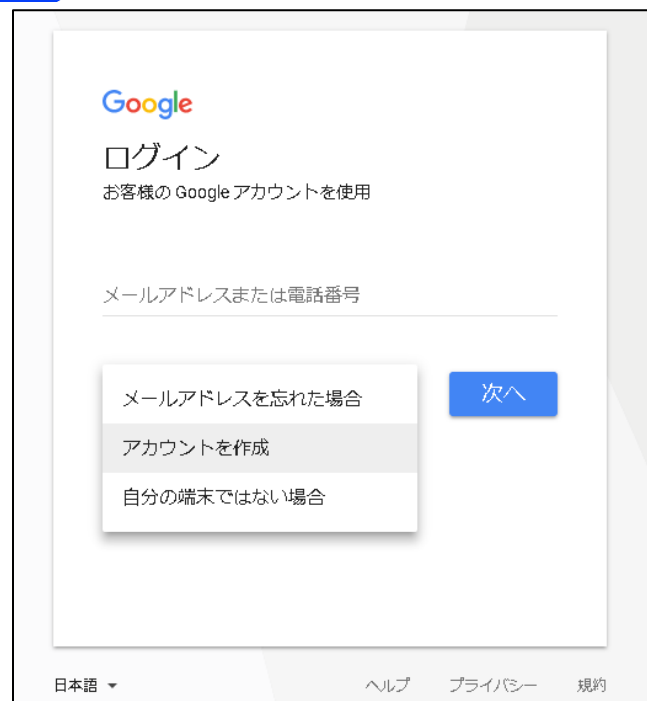 Google
ログイン
お客様の Google アカウントを使用
メールアドレスまたは電話番号
メールアドレスを忘れた場合
次へ
アカウントを作成
自分の端末ではない場合
日本語 ヘルプ プライバシー 規約